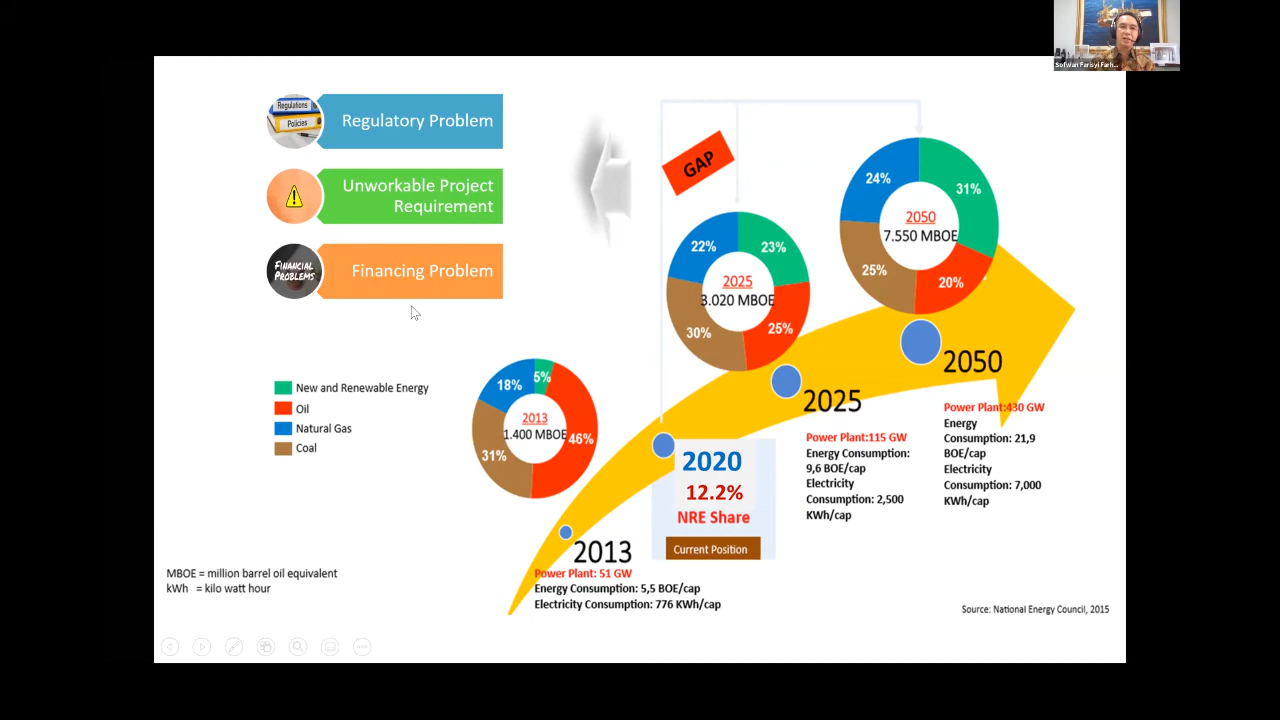 Sofwan Farisyi Farh...
Regulations
Policies
Regulatory Problem
Unworkable Project
Requirement
FINANCIAL
PROBLEMS
Financing Problem
GAP
24%
31%
2050
7.550 MBOE
25%
20%
22%
23%
2025
3.020 MBOE
30%
25%
New and Renewable Energy
Oil
Natural Gas
Coal
18%
5%
2013
1.400 MBOE
46%
31%
2050
2025
2020
12.2%
NRE Share
Current Position
2013
Power Plant: 51 GW
Energy Consumption: 5,5 BOE/cap
Electricity Consumption: 776 KWh/cap
Power Plant:115 GW
Energy Consumption:
9,6 BOE/cap
Electricity
Consumption: 2,500
KWh/cap
Power Plant:430 GW
Energy
Consumption: 21,9
BOE/cap
Electricity
Consumption: 7,000
KWh/cap
MBOE = million barrel oil equivalent
kWh = kilo watt hour
Source: National Energy Council, 2015